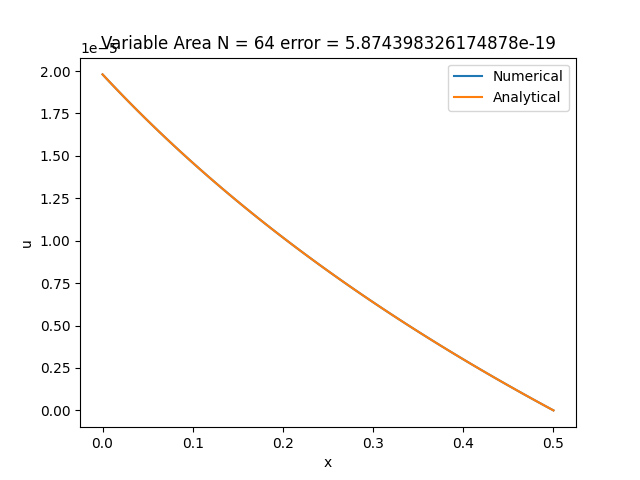 Variable Area N = 64 error = 5.874398326174878e-19
1e−5
Numerical
Analytical
2.00
1.75
1.50
1.25
1.00
0.75
0.50
0.25
0.00
u
0.0 0.1 0.2 0.3 0.4 0.5
x